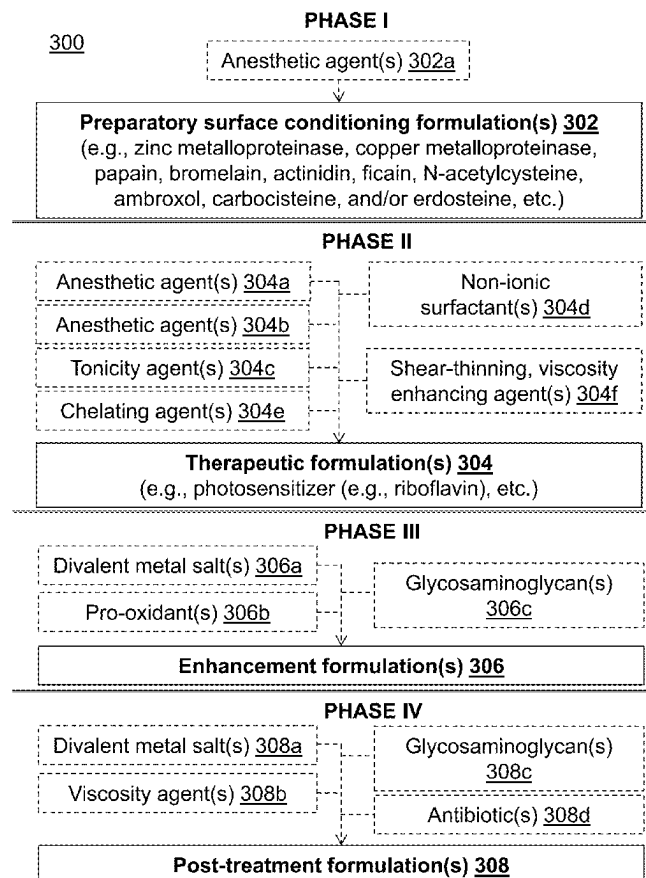 PHASE I
300
Anesthetic agent(s) 302a
Preparatory surface conditioning formulation(s) 302
(e.g., zinc metalloproteinase, copper metalloproteinase,
papain, bromelain, actinidin, ficain, N-acetylcysteine,
ambroxol, carbocisteine, and/or erdosteine, etc.)
PHASE II
Anesthetic agent(s) 304a
Anesthetic agent(s) 304b
Tonicity agent(s) 304c
Chelating agent(s) 304e
Non-ionic
surfactant(s) 304d
Shear-thinning, viscosity
enhancing agent(s) 304f
Therapeutic formulation(s) 304
(e.g., photosensitizer (e.g., riboflavin), etc.)
PHASE III
Divalent metal salt(s) 306a
Pro-oxidant(s) 306b
Glycosaminoglycan(s)
306c
Enhancement formulation(s) 306
PHASE IV
Divalent metal salt(s) 308a
Viscosity agent(s) 308b
Glycosaminoglycan(s)
308c
Antibiotic(s) 308d
Post-treatment formulation(s) 308